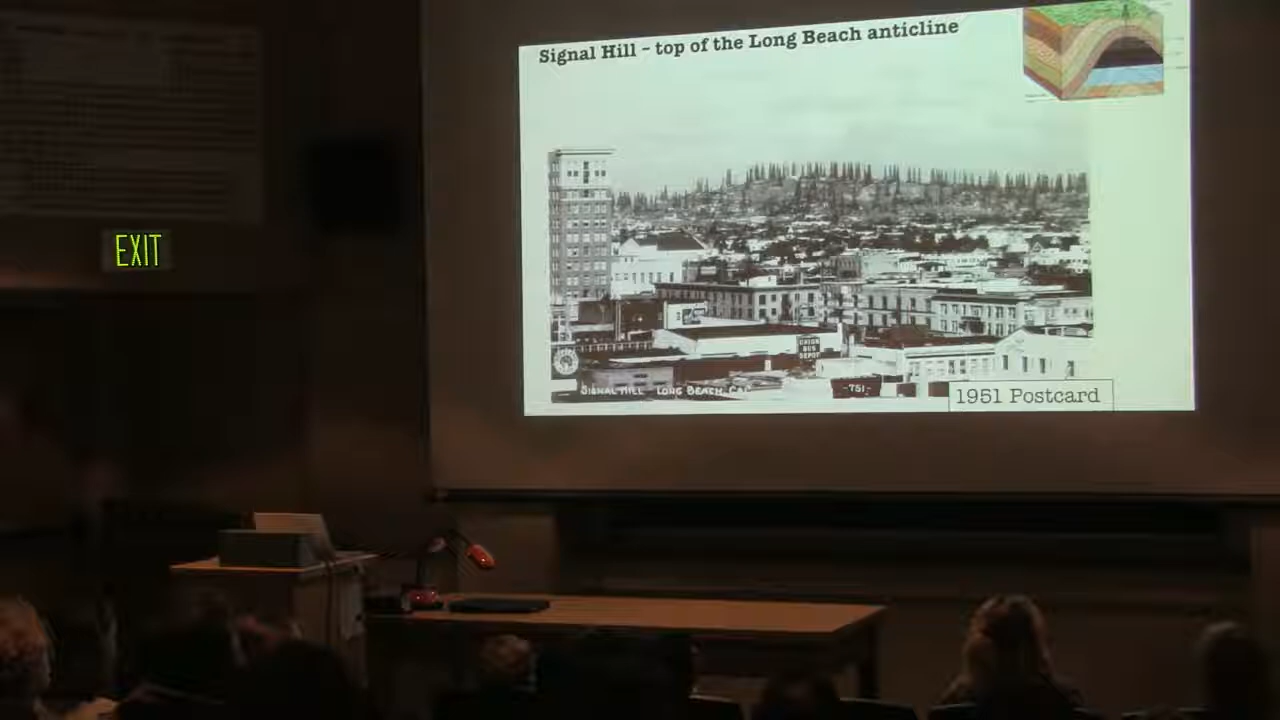 Signal Hill – top of the Long Beach anticline
EXIT
UNION
BUS
DEPOT
SIGNAL HILL LONG BEACH, CAL
-751-
1951 Postcard